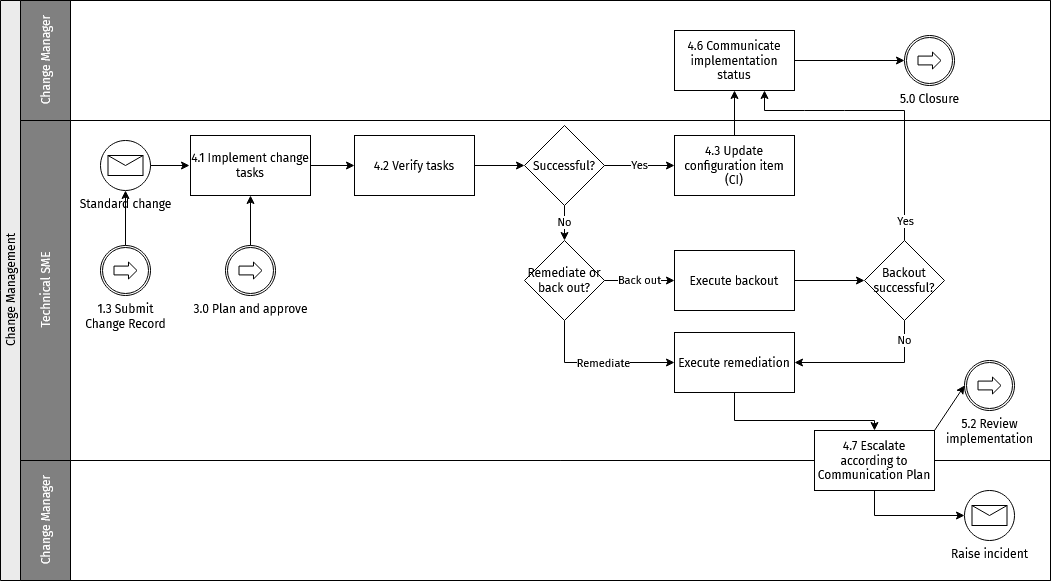 Change Management
Change Manager
4.6 Communicate
implementation
status
5.0 Closure
Technical SME
Standard change
4.1 Implement change
tasks
4.2 Verify tasks
Successful?
Yes
4.3 Update
configuration item
(CI)
No
Yes
1.3 Submit
Change Record
3.0 Plan and approve
Remediate or
back out?
Back out
Execute backout
Backout
successful?
No
Remediate
Execute remediation
5.2 Review
implementation
4.7 Escalate
according to
Communication Plan
Change Manager
Raise incident